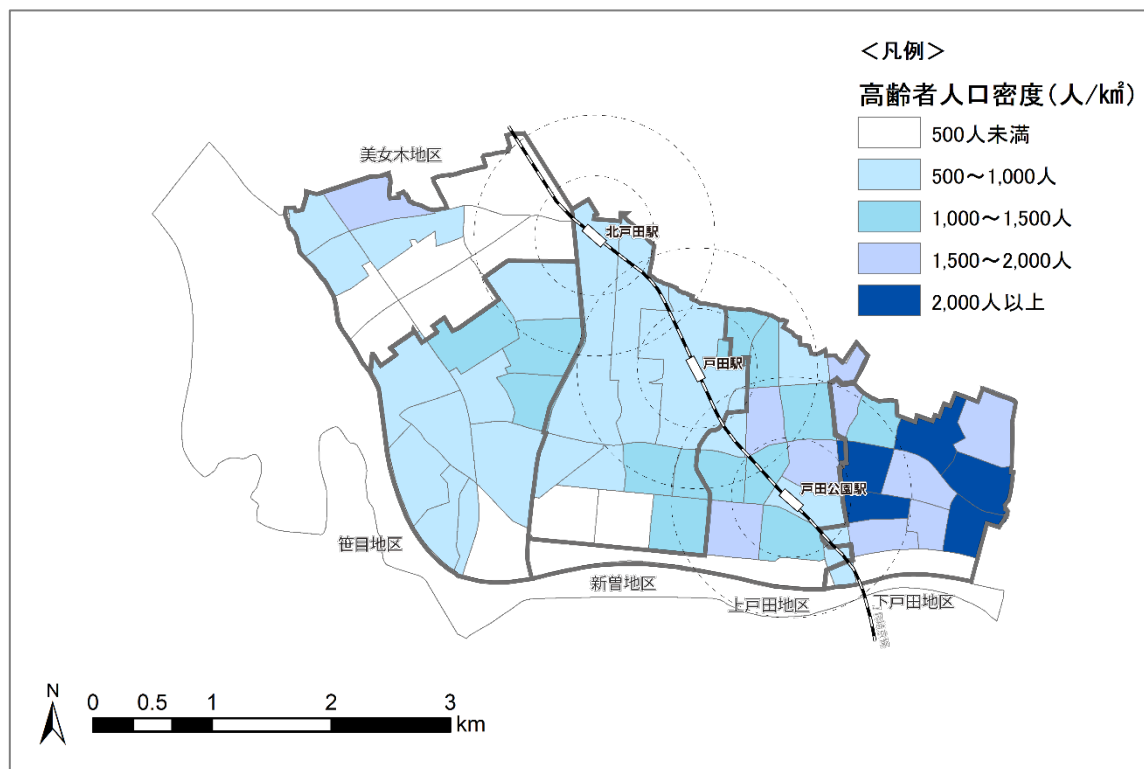 <凡例>
高齢者人口密度(人/k㎡)
500人未満
500～1,000人
1,000～1,500人
1,500～2,000人
2,000人以上
美女木地区
北戸田駅
戸田駅
戸田公園駅
笹目地区
新曽地区
上戸田地区
下戸田地区
N
0 0.5 1 2 3
km